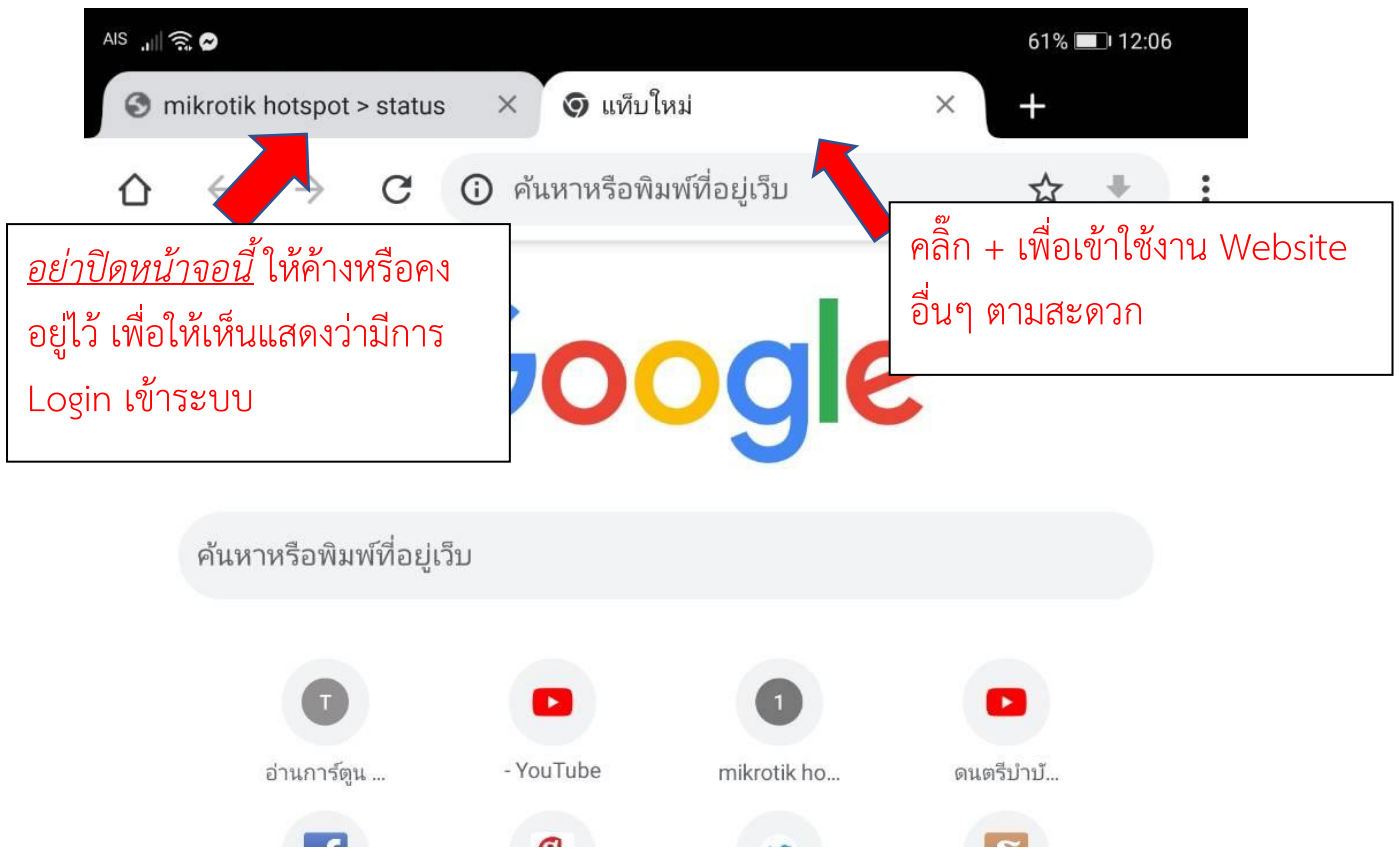 AIS
61% 12:06
mikrotik hotspot > status
แท็บใหม่
ค้นหาหรือพิมพ์ที่อยู่เว็บ
อย่าปิดหน้าจอนี้ ให้ค้างหรือคง
อยู่ไว้ เพื่อให้เห็นแสดงว่ามีการ
Login เข้าระบบ
คลิ๊ก + เพื่อเข้าใช้งาน Website
อื่นๆ ตามสะดวก
Google
ค้นหาหรือพิมพ์ที่อยู่เว็บ
T
1
อ่านการ์ตูน ...
- YouTube
mikrotik ho...
ดนตรีบำบั...